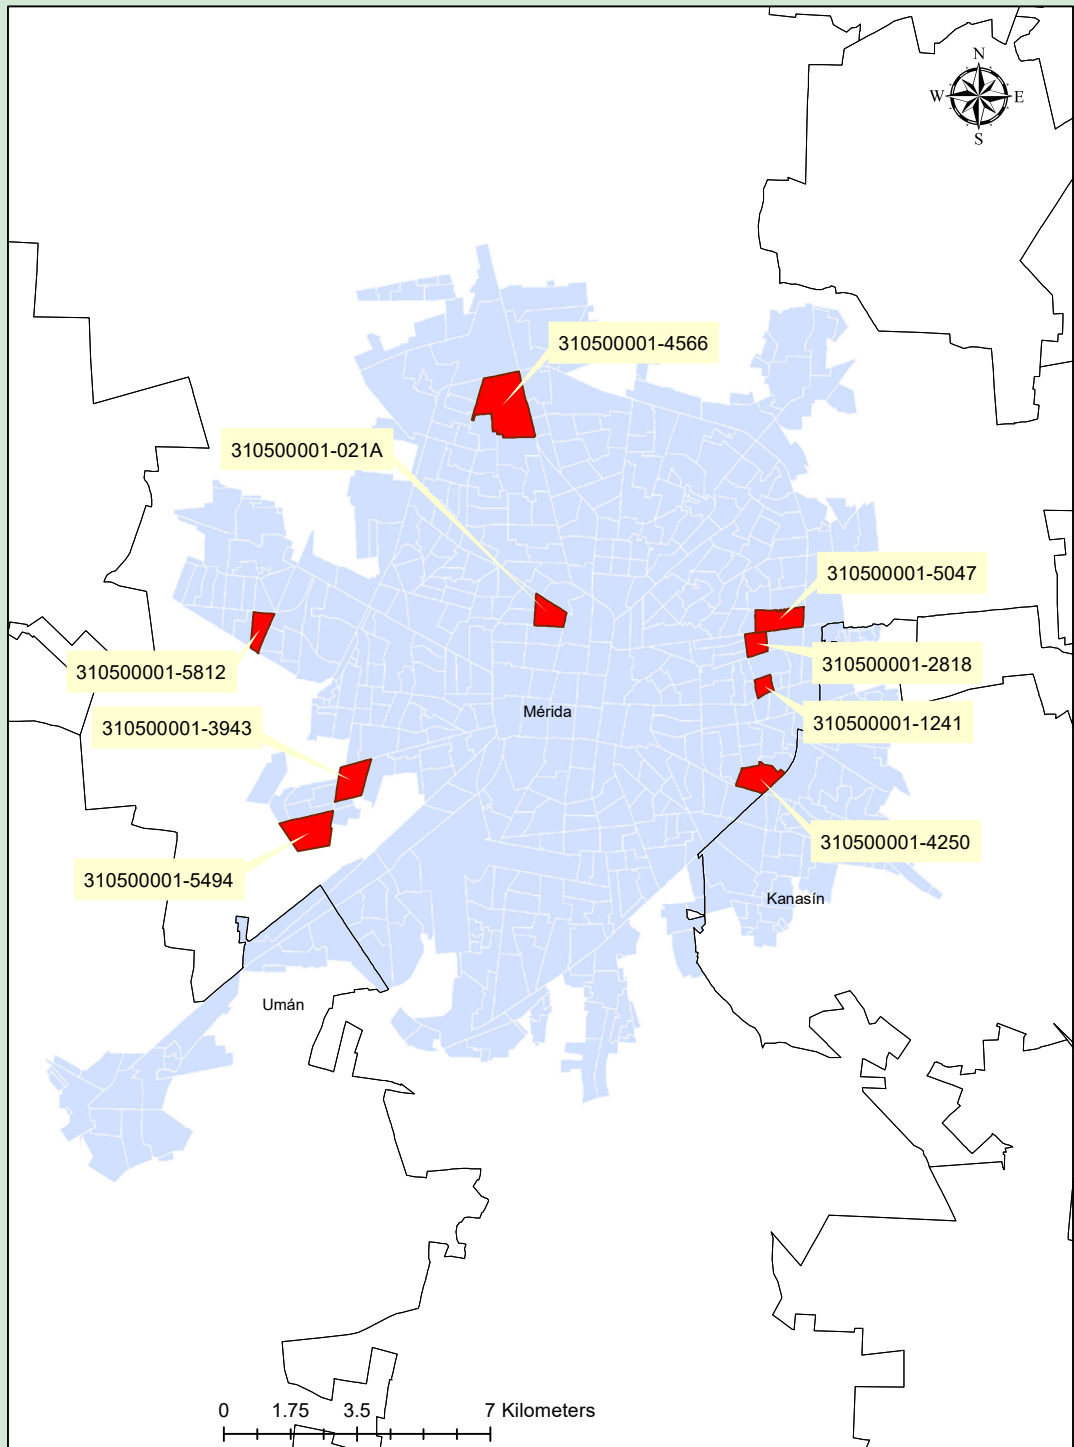 N
W E
S
310500001-4566
310500001-021A
310500001-5047
310500001-2818
310500001-5812
310500001-1241
Mérida
310500001-3943
310500001-4250
310500001-5494
Kanasín
Umán
0 1.75 3.5 7 Kilometers